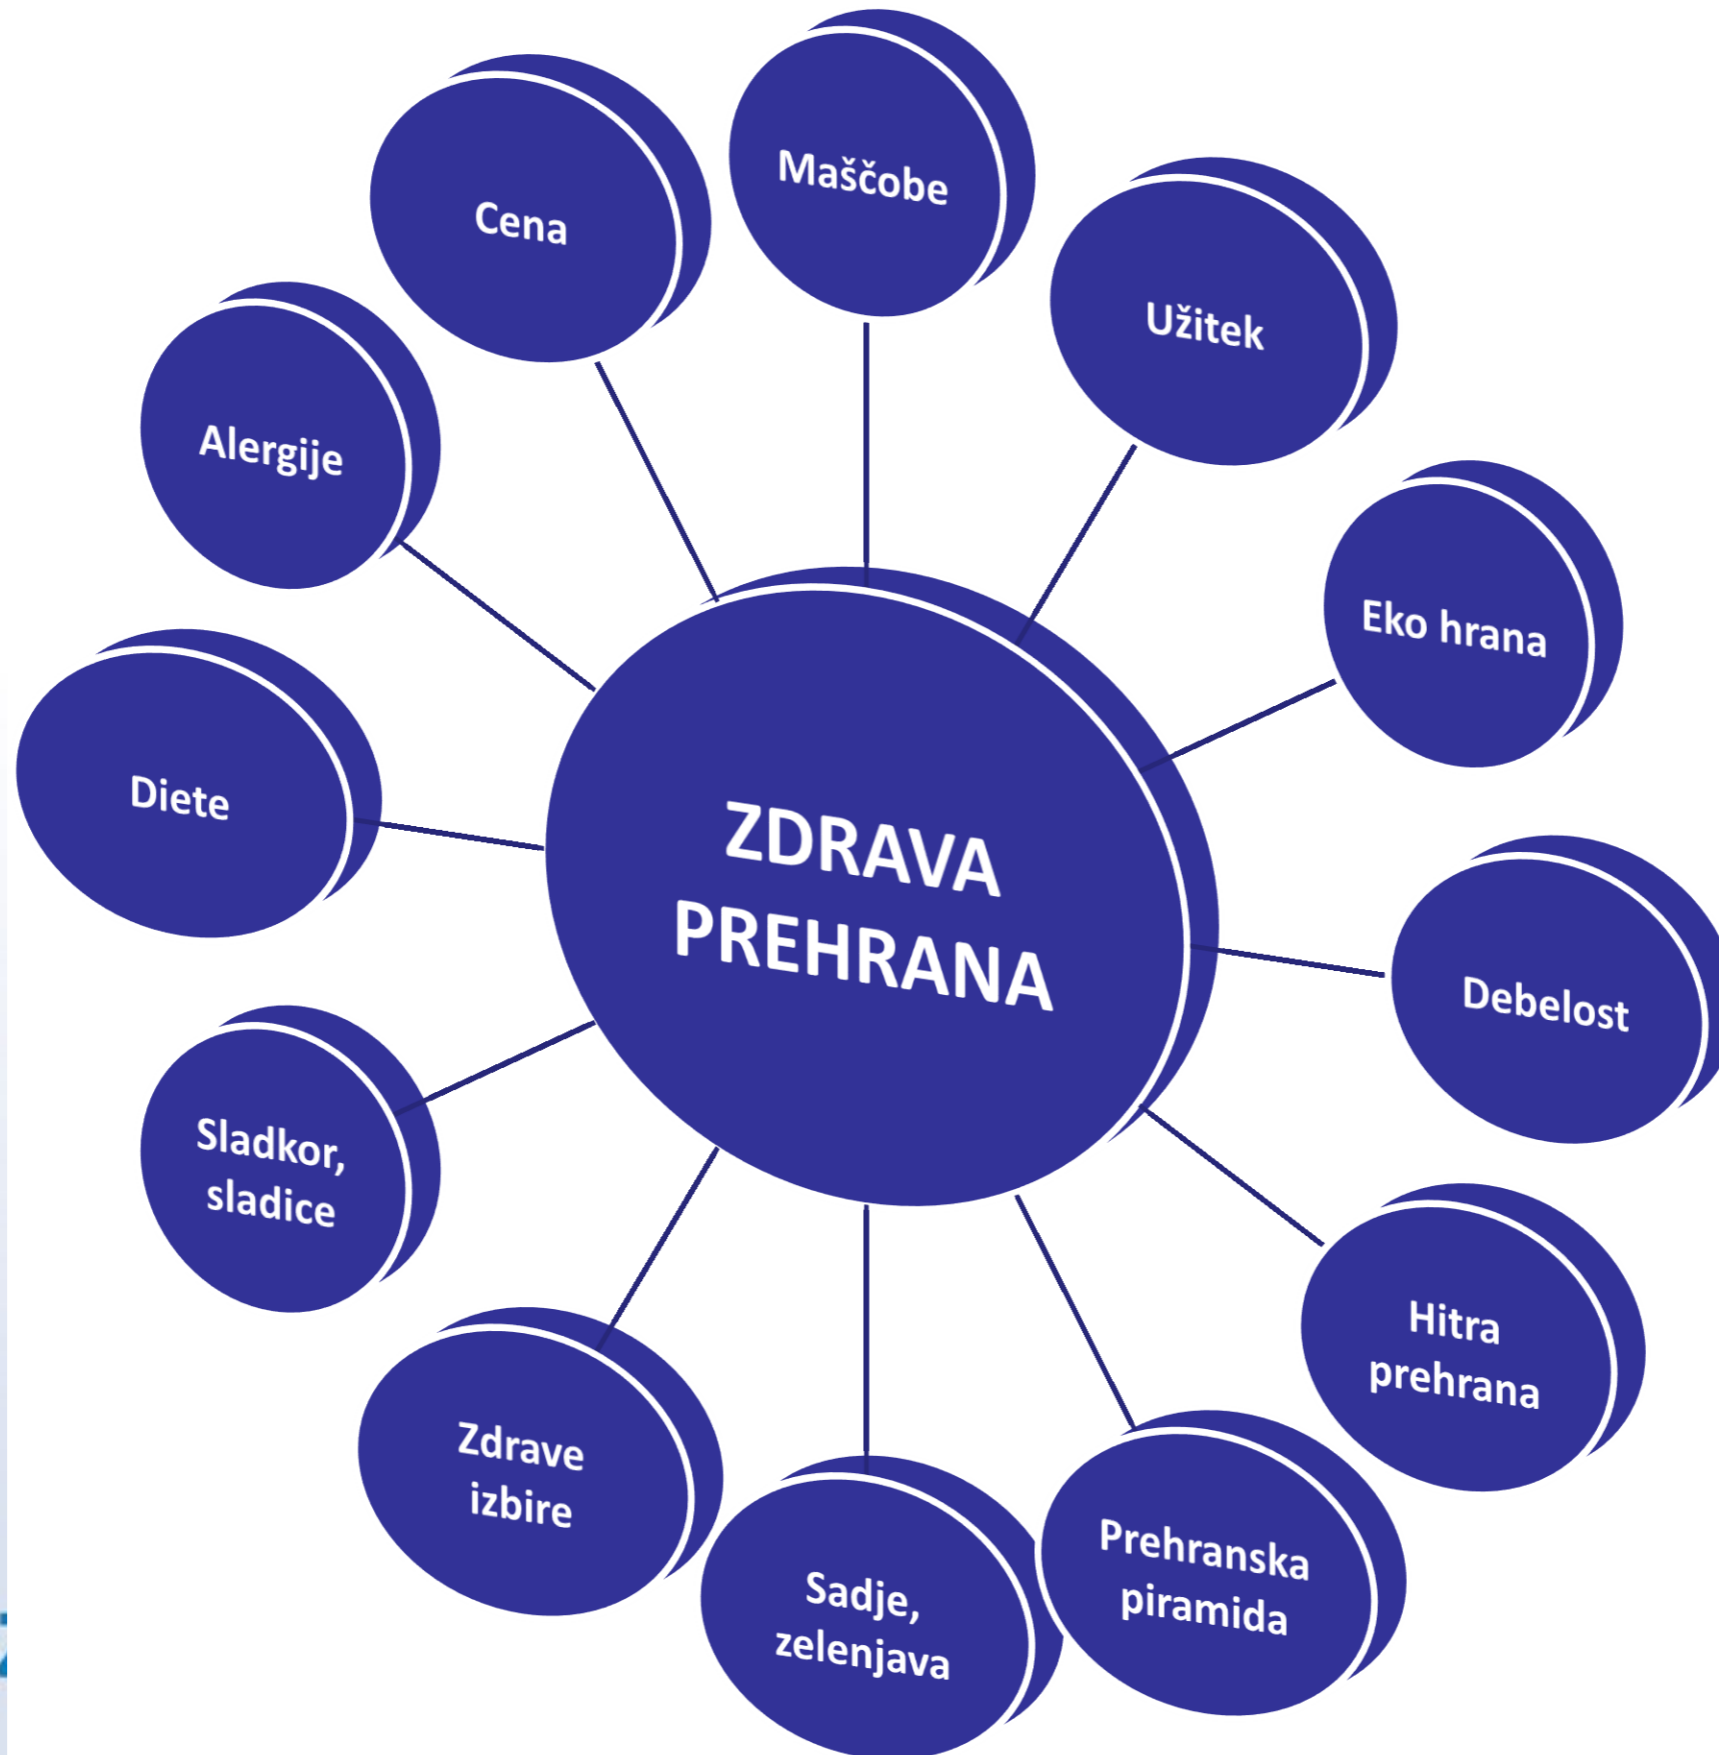 Maščobe
Cena
Užitek
Alergije
Eko hrana
Diete
ZDRAVA
PREHRANA
Debelost
Sladkor,
sladice
Hitra
prehrana
Zdrave
izbire
Prehranska
piramida
Sadje,
zelenjava